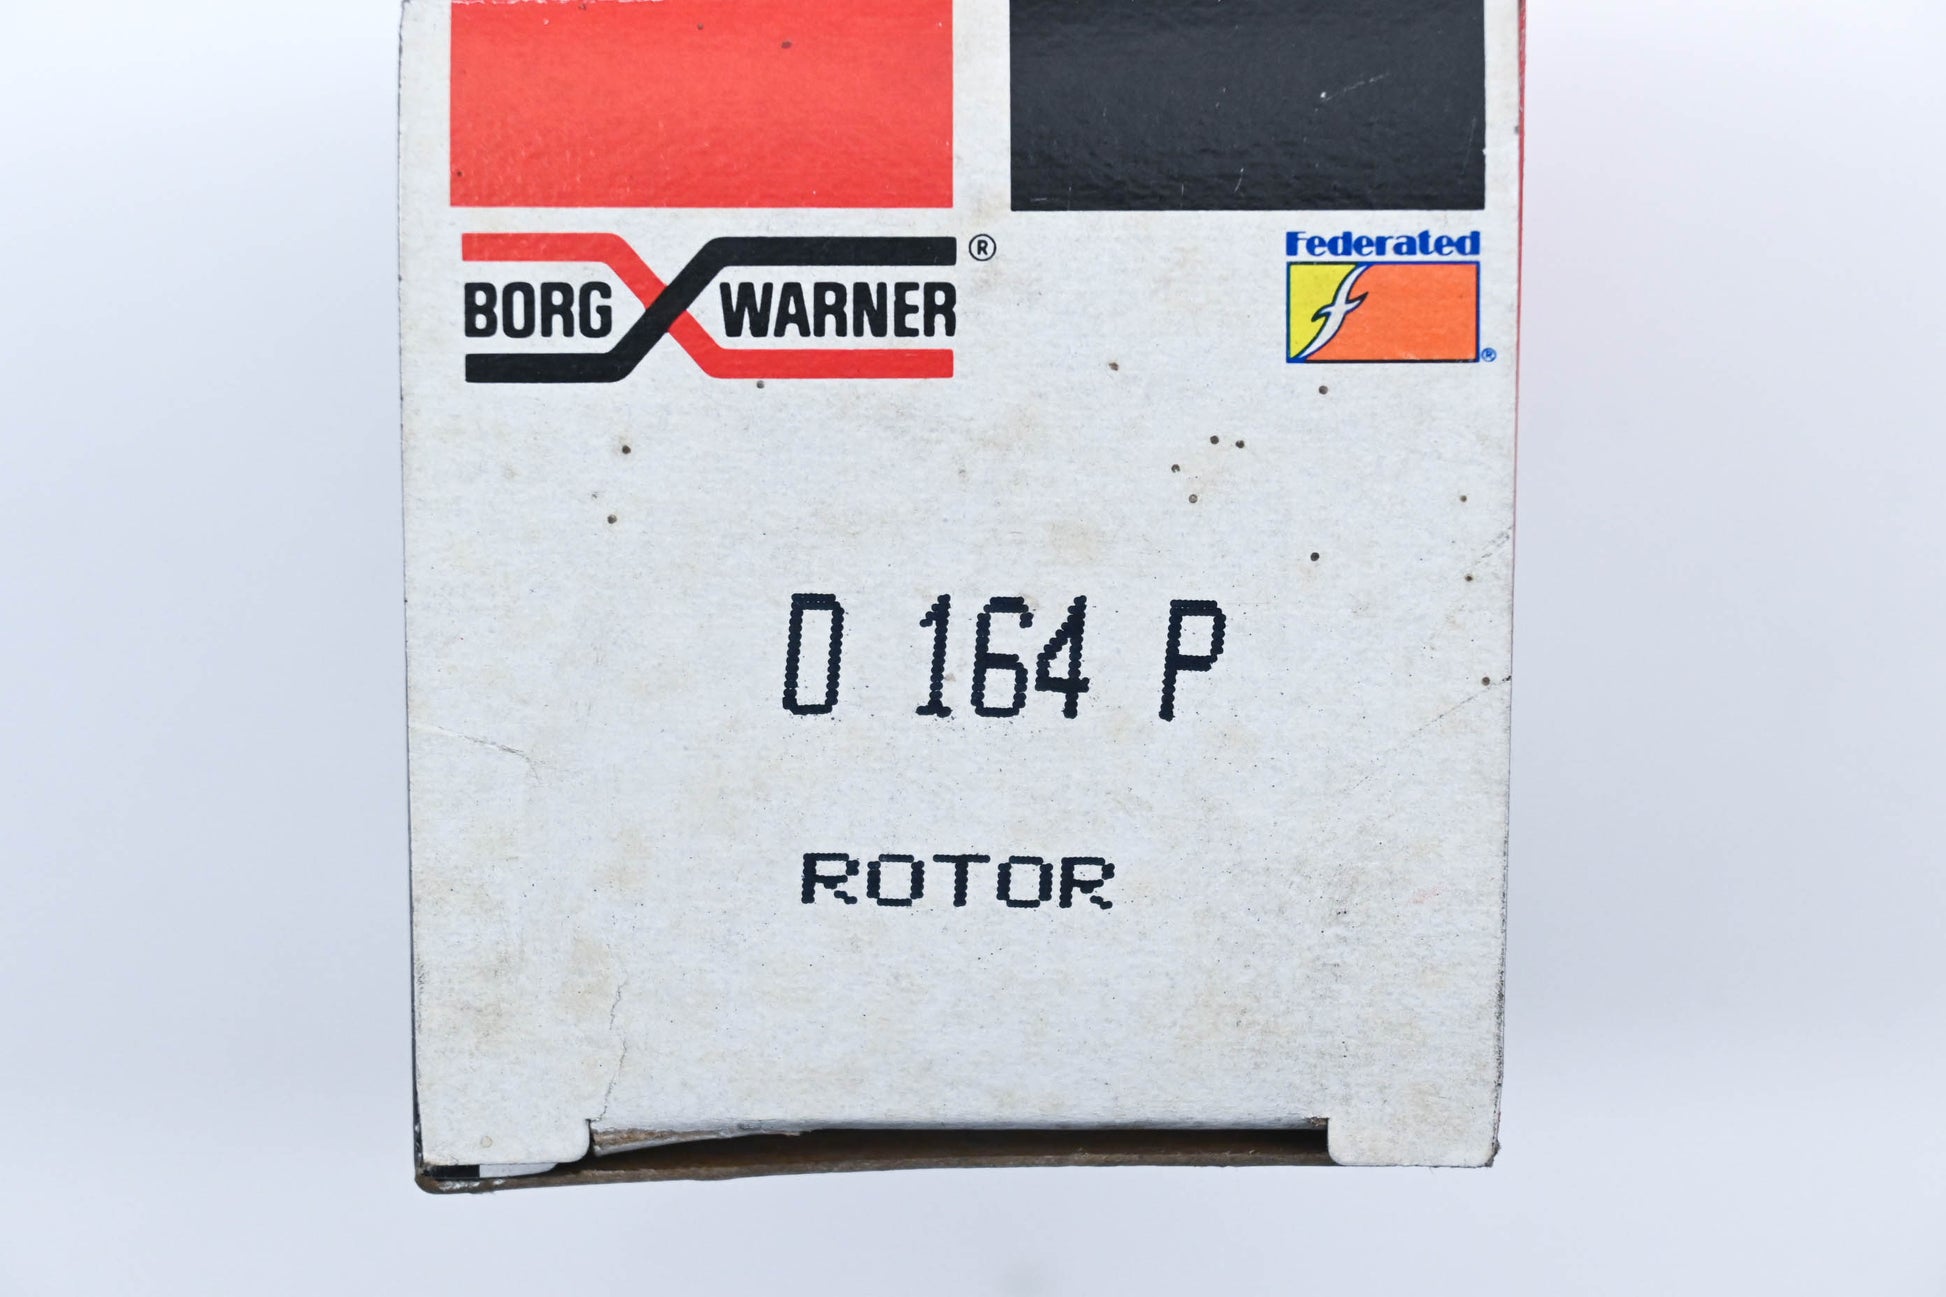 BORG WARNER ®
Federated
f
®
D 164 P
ROTOR